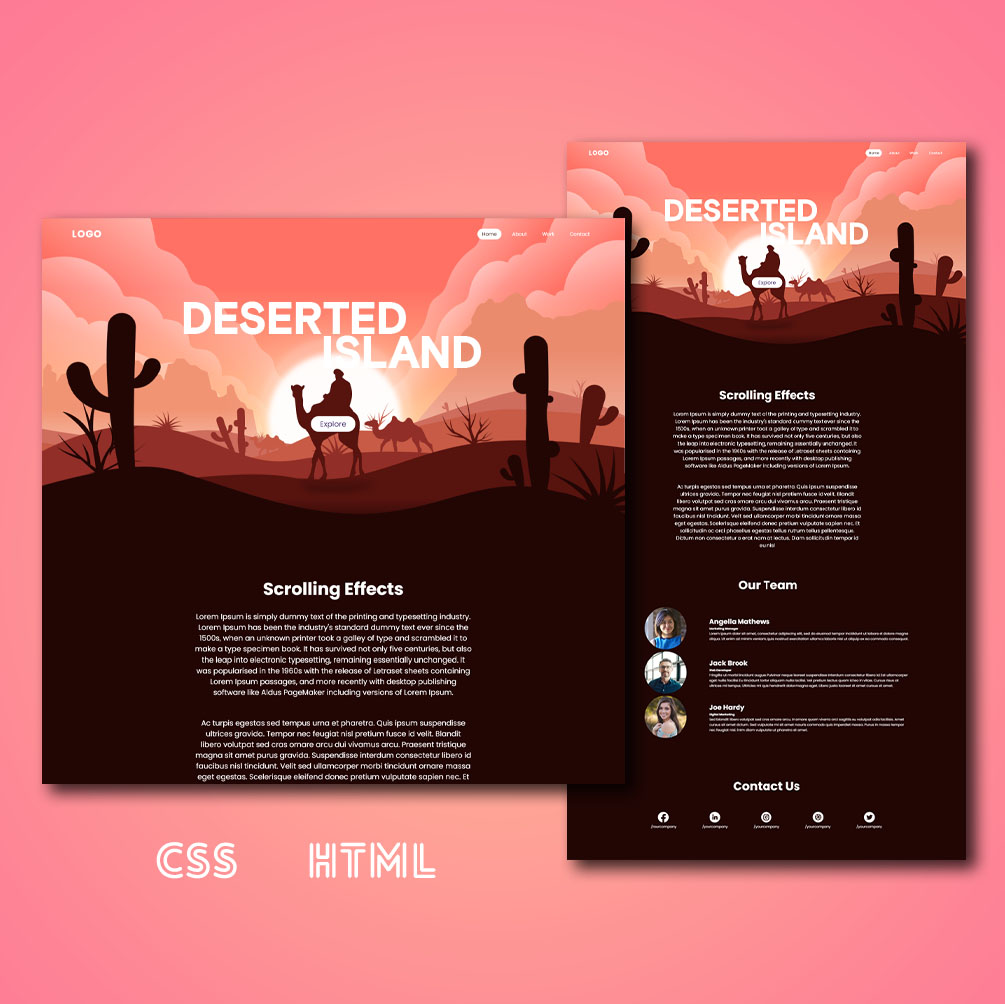 LOGO
Home About Work Contact
DESERTED
ISLAND
Explore
Scrolling Effects
Lorem Ipsum is simply dummy text of the printing and typesetting industry.
Lorem Ipsum has been the industry's standard dummy text ever since the
1500s, when an unknown printer took a galley of type and scrambled it to
make a type specimen book. It has survived not only five centuries, but also
the leap into electronic typesetting, remaining essentially unchanged. It
was popularised in the 1960s with the release of Letraset sheets containing
Lorem Ipsum passages, and more recently with desktop publishing
software like Aldus PageMaker including versions of Lorem Ipsum.
Ac turpis egestas sed tempus urna et pharetra. Quis ipsum suspendisse
ultrices gravida. Tempor nec feugiat nisl pretium fusce id velit. Blandit
libero volutpat sed cras ornare arcu dui vivamus arcu. Praesent tristique
magna sit amet purus gravida. Suspendisse interdum consectetur libero id
faucibus nisl tincidunt. Velit sed ullamcorper morbi tincidunt ornare massa
eget egestas. Scelerisque eleifend donec pretium vulputate sapien nec. Et
LOGO
Home About Work Contact
DESERTED
ISLAND
Explore
Scrolling Effects
Lorem Ipsum is simply dummy text of the printing and typesetting industry.
Lorem Ipsum has been the industry's standard dummy text ever since the
1500s, when an unknown printer took a galley of type and scrambled it to
make a type specimen book. It has survived not only five centuries, but also
the leap into electronic typesetting, remaining essentially unchanged. It
was popularised in the 1960s with the release of Letraset sheets containing
Lorem Ipsum passages, and more recently with desktop publishing
software like Aldus PageMaker including versions of Lorem Ipsum.
Ac turpis egestas sed tempus urna et pharetra. Quis ipsum suspendisse
ultrices gravida. Tempor nec feugiat nisl pretium fusce id velit. Blandit
libero volutpat sed cras ornare arcu dui vivamus arcu. Praesent tristique
magna sit amet purus gravida. Suspendisse interdum consectetur libero id
faucibus nisl tincidunt. Velit sed ullamcorper morbi tincidunt ornare massa
eget egestas. Scelerisque eleifend donec pretium vulputate sapien nec. Et
sollicitudin ac orci phasellus egestas tellus rutrum tellus pellentesque.
Dictum non consectetur a erat nam at lectus. Diam sollicitudin tempor id
eu nisl
Our Team
Angella Mathews
Marketing Manager
Jack Brook
Web Developer
Joe Hardy
Digital Marketing
Contact Us
/yourcompany /yourcompany /yourcompany /yourcompany /yourcompany
CSS HTML